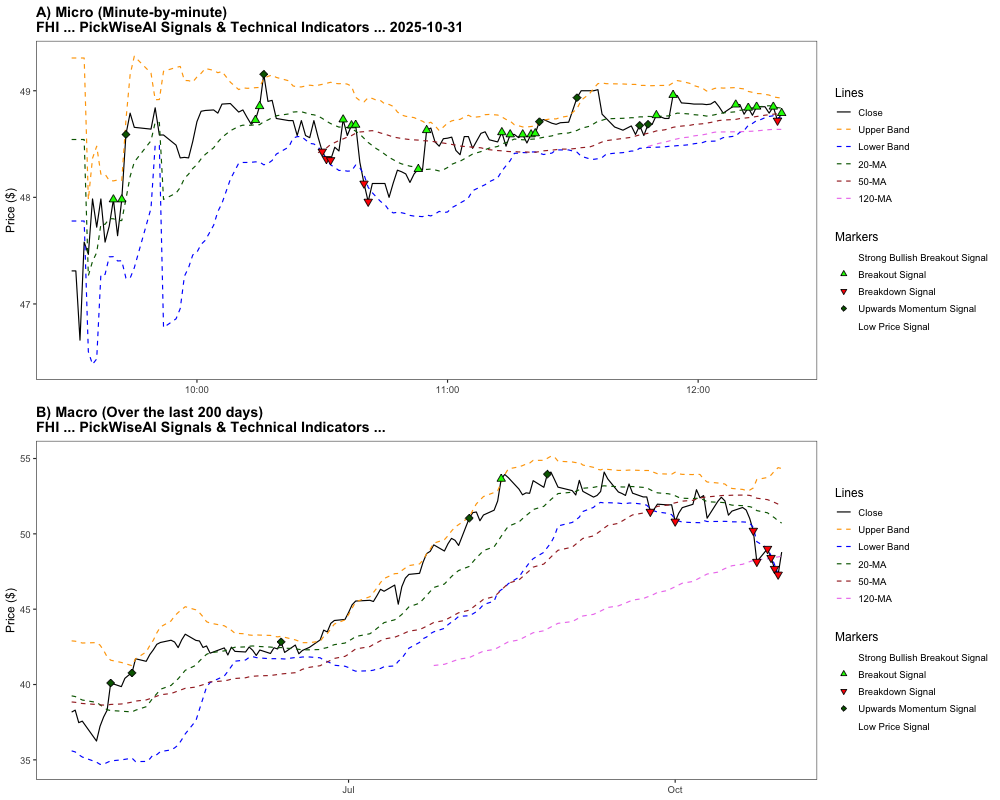 A) Micro (Minute-by-minute)
FHI ... PickWiseAI Signals & Technical Indicators ... 2025-10-31
Price ($)
49
48
47
10:00
11:00
12:00
Lines
Close
Upper Band
Lower Band
20-MA
50-MA
120-MA
Markers
Strong Bullish Breakout Signal
Breakout Signal
Breakdown Signal
Upwards Momentum Signal
Low Price Signal
B) Macro (Over the last 200 days)
FHI ... PickWiseAI Signals & Technical Indicators ...
Price ($)
55
50
45
40
35
Jul
Oct
Lines
Close
Upper Band
Lower Band
20-MA
50-MA
120-MA
Markers
Strong Bullish Breakout Signal
Breakout Signal
Breakdown Signal
Upwards Momentum Signal
Low Price Signal